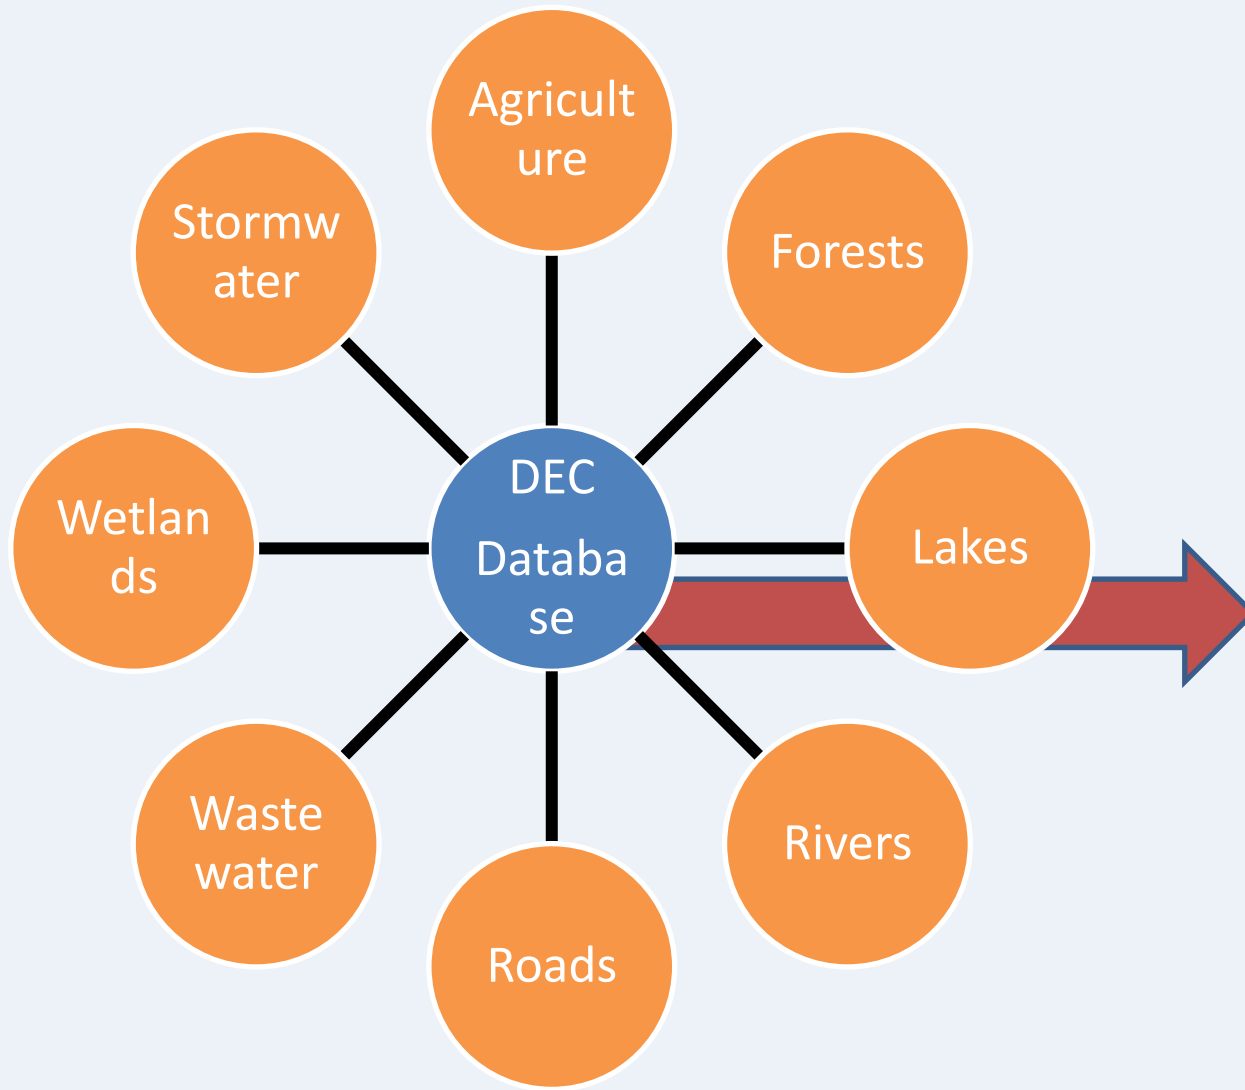 Agricult
ure
Stormw
ater
Forests
Wetlan
ds
DEC
Databa
se
Lakes
Waste
water
Rivers
Roads